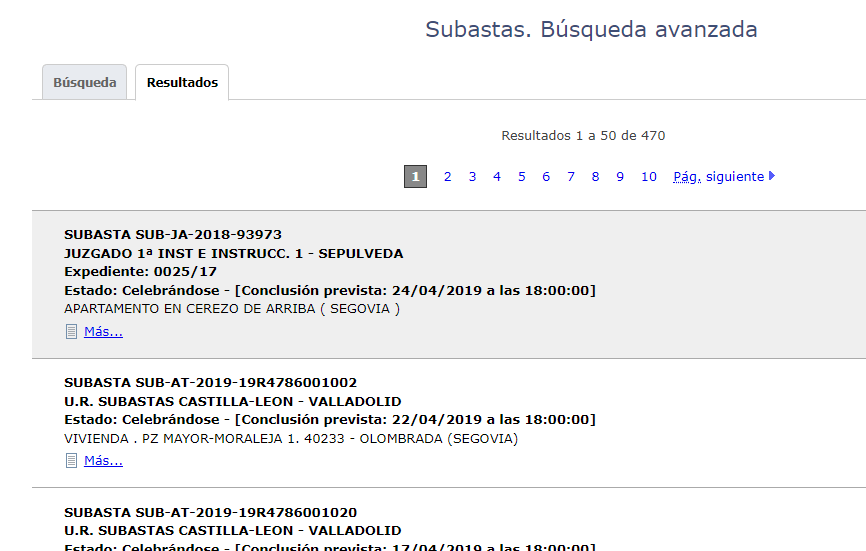 Subastas. Búsqueda avanzada
Búsqueda
Resultados
Resultados 1 a 50 de 470
1 2 3 4 5 6 7 8 9 10 Pág. siguiente
SUBASTA SUB-JA-2018-93973
JUZGADO 1ª INST E INSTRUCC. 1 - SEPULVEDA
Expediente: 0025/17
Estado: Celebrándose - [Conclusión prevista: 24/04/2019 a las 18:00:00]
APARTAMENTO EN CEREZO DE ARRIBA ( SEGOVIA )
Más...
SUBASTA SUB-AT-2019-19R4786001002
U.R. SUBASTAS CASTILLA-LEON - VALLADOLID
Estado: Celebrándose - [Conclusión prevista: 22/04/2019 a las 18:00:00]
VIVIENDA . PZ MAYOR-MORALEJA 1. 40233 - OLOMBRADA (SEGOVIA)
Más...
SUBASTA SUB-AT-2019-19R4786001020
U.R. SUBASTAS CASTILLA-LEON - VALLADOLID
Estado: Celebrándose - [Conclusión prevista: 17/04/2019 a las 18:00:00]